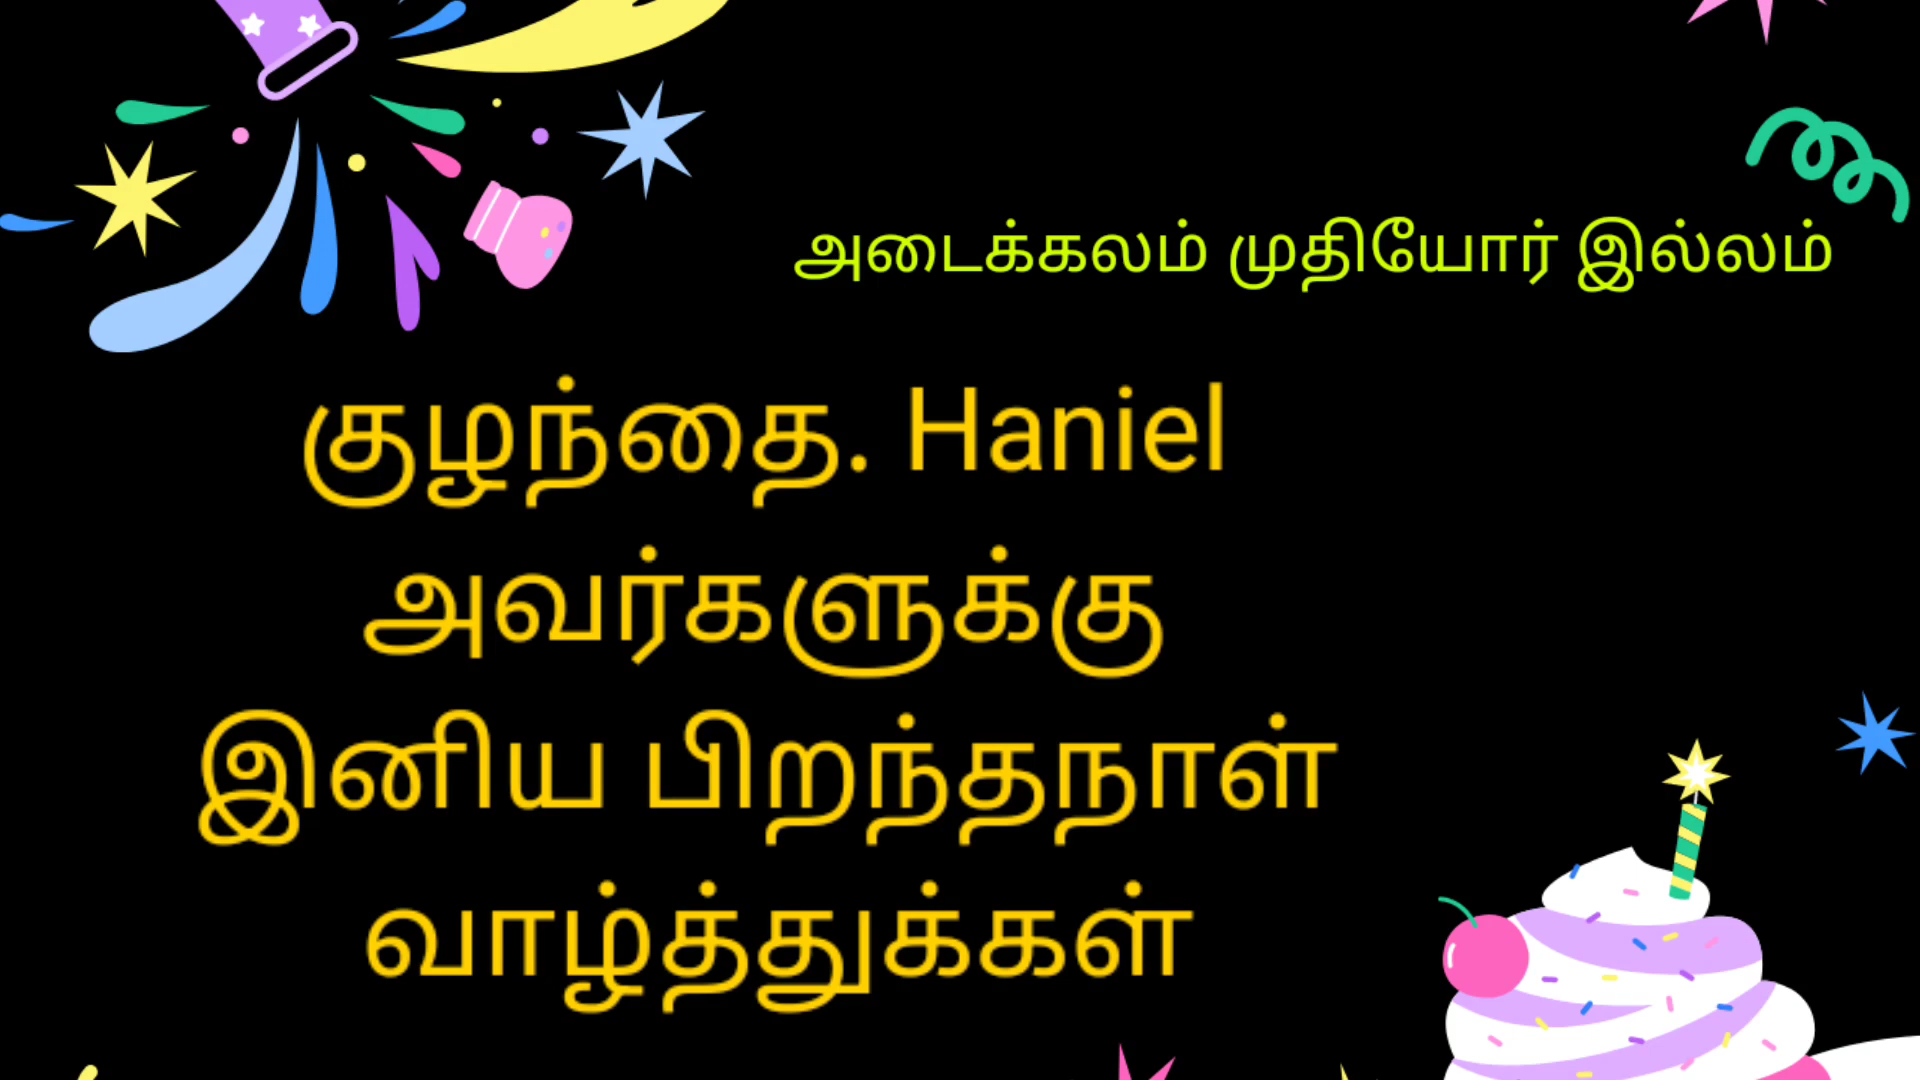 அடைக்கலம் முதியோர் இல்லம்
குழந்தை. Haniel
அவர்களுக்கு
இனிய பிறந்தநாள்
வாழ்த்துக்கள்